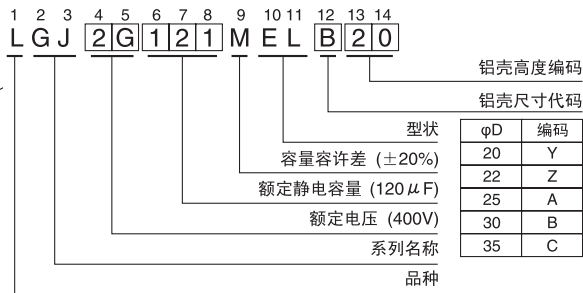 1 2 3 4 5 6 7 8 9 10 11 12 13 14
L G J 2 G 1 2 1 M E L B 2 0
铝壳高度编码
铝壳尺寸代码
型状
容量容许差 (±20%)
额定静电容量 (120μF)
额定电压 (400V)
系列名称
品种
φD 编码
20 Y
22 Z
25 A
30 B
35 C